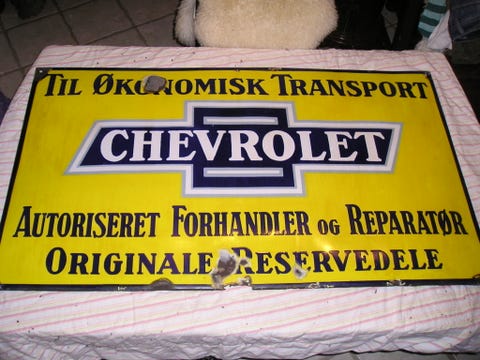 TIL ØKONOMISK TRANSPORT
CHEVROLET
AUTORISERET FORHANDLER OG REPARATØR
ORIGINALE RESERVEDELE